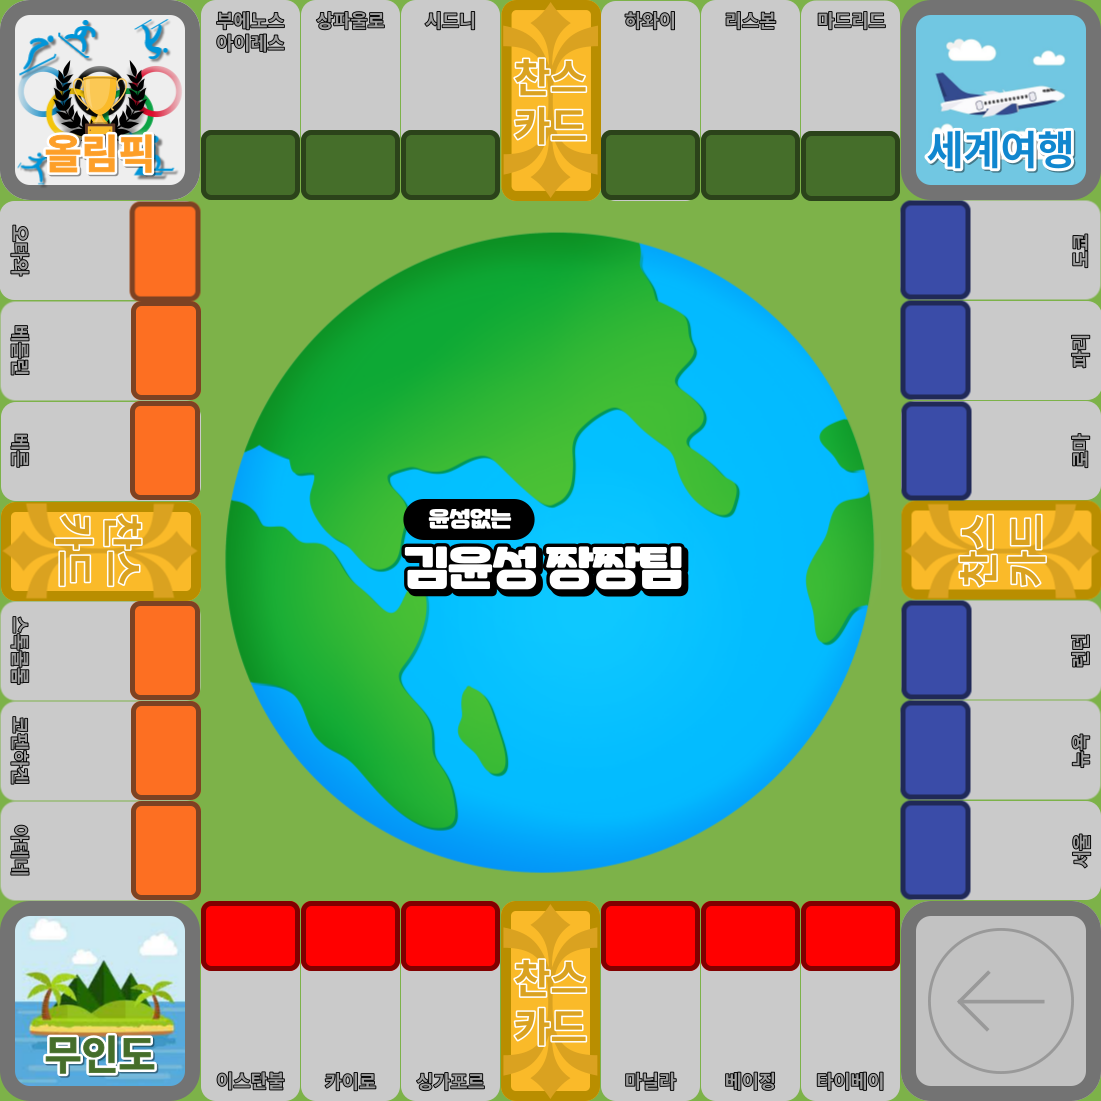 부에노스
아이레스
상파울로
시드니
찬스
카드
하와이
리스본
마드리드
올림픽
세계여행
오타와
베를린
베른
찬스
카드
스톡홀름
코펜하겐
아테네
도쿄
파리
로마
찬스
카드
런던
뉴욕
서울
윤성없는
김윤성 짱짱팀
무인도
이스탄불
카이로
싱가포르
찬스
카드
마닐라
베이징
타이베이